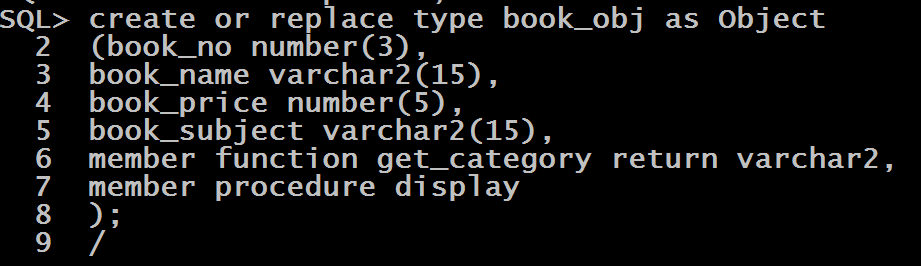 SQL> create or replace type book_obj as Object
2 (book_no number(3),
3 book_name varchar2(15),
4 book_price number(5),
5 book_subject varchar2(15),
6 member function get_category return varchar2,
7 member procedure display
8 );
9 /